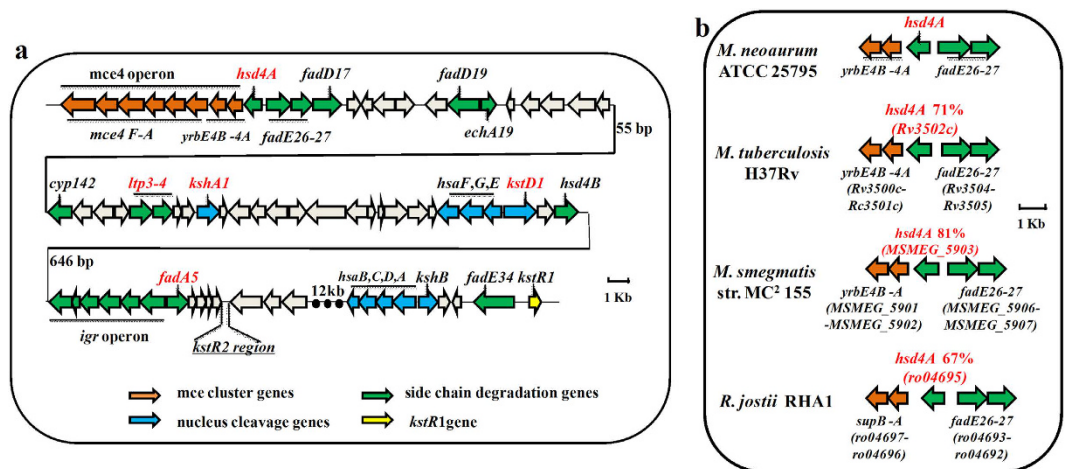 a
mce4 operon
hsd4A
fadD17
fadD19
mce4 F-A
yrbE4B -4A
fadE26-27
echA19
55 bp
cyp142
ltp3-4
kshA1
hsaF,G,E
kstD1
hsd4B
646 bp
fadA5
12kb
hsaB,C,D,A
kshB
fadE34
kstR1
1 Kb
igr operon
kstR2 region
mce cluster genes
side chain degradation genes
nucleus cleavage genes
kstR1gene
b
hsd4A
M. neoaurum
ATCC 25795
yrbE4B -4A
fadE26-27
hsd4A 71%
(Rv3502c)
M. tuberculosis
H37Rv
yrbE4B -4A
(Rv3500c-
Rc3501c)
fadE26-27
(Rv3504-
Rv3505)
1 Kb
hsd4A 81%
(MSMEG_5903)
M. smegmatis
str. MC² 155
yrbE4B -A
(MSMEG_5901
-MSMEG_5902)
fadE26-27
(MSMEG_5906-
MSMEG_5907)
hsd4A 67%
(ro04695)
R. jostii RHA1
supB -A
(ro04697-
ro04696)
fadE26-27
(ro04693-
ro04692)